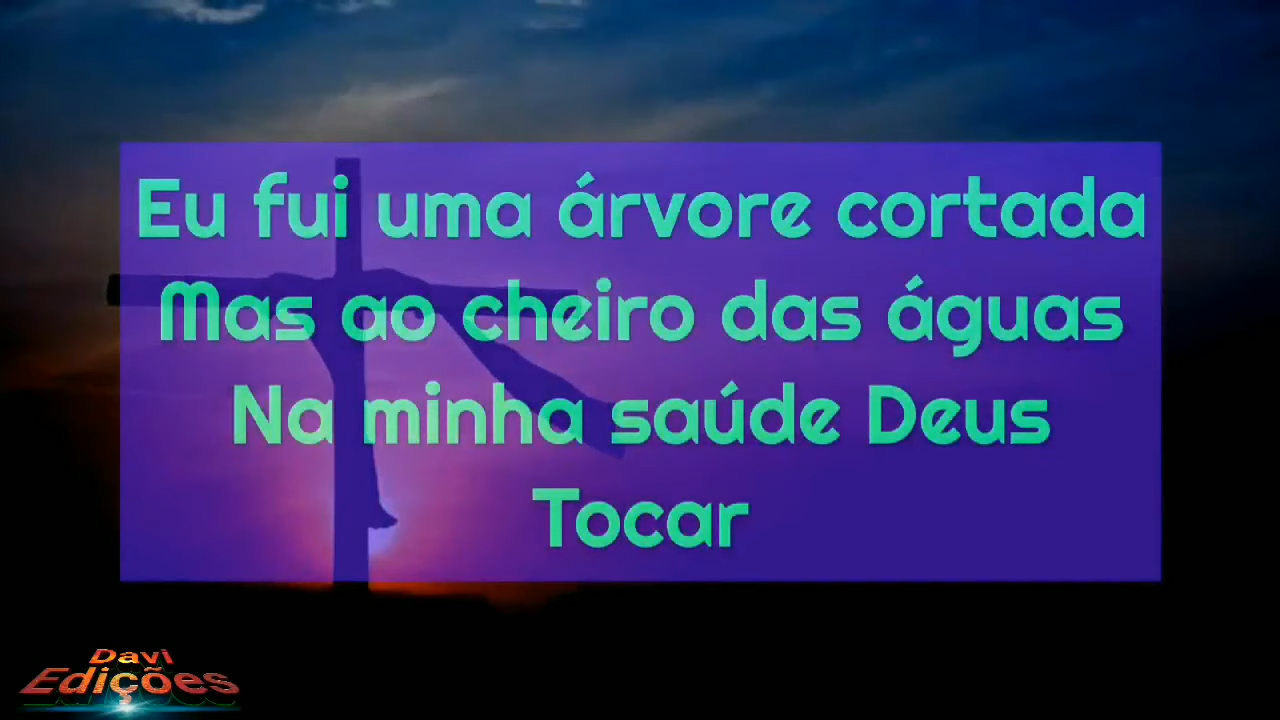 Eu fui uma árvore cortada
Mas ao cheiro das águas
Na minha saúde Deus
Tocar
Davi
Edições